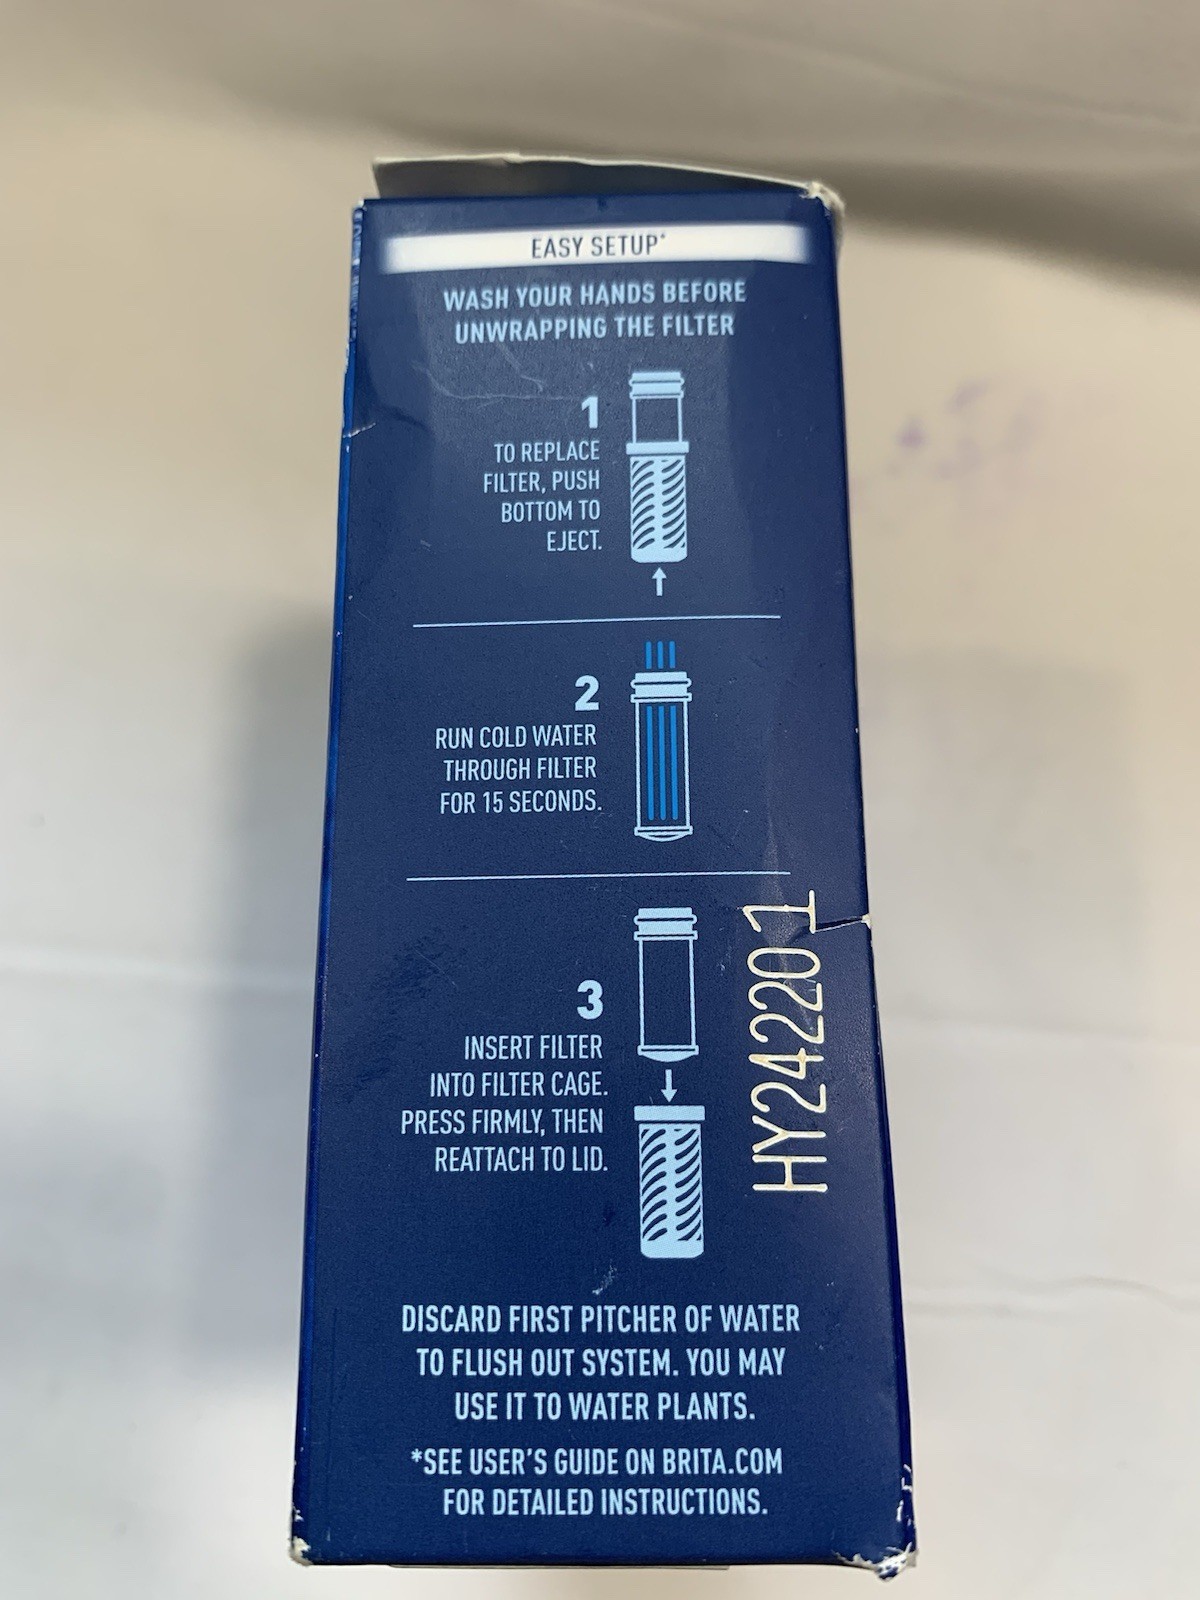 EASY SETUP*
WASH YOUR HANDS BEFORE
UNWRAPPING THE FILTER
1
TO REPLACE
FILTER, PUSH
BOTTOM TO
EJECT.
2
RUN COLD WATER
THROUGH FILTER
FOR 15 SECONDS.
3
INSERT FILTER
INTO FILTER CAGE.
PRESS FIRMLY, THEN
REATTACH TO LID.
HY242201
DISCARD FIRST PITCHER OF WATER
TO FLUSH OUT SYSTEM. YOU MAY
USE IT TO WATER PLANTS.
*SEE USER'S GUIDE ON BRITA.COM
FOR DETAILED INSTRUCTIONS.